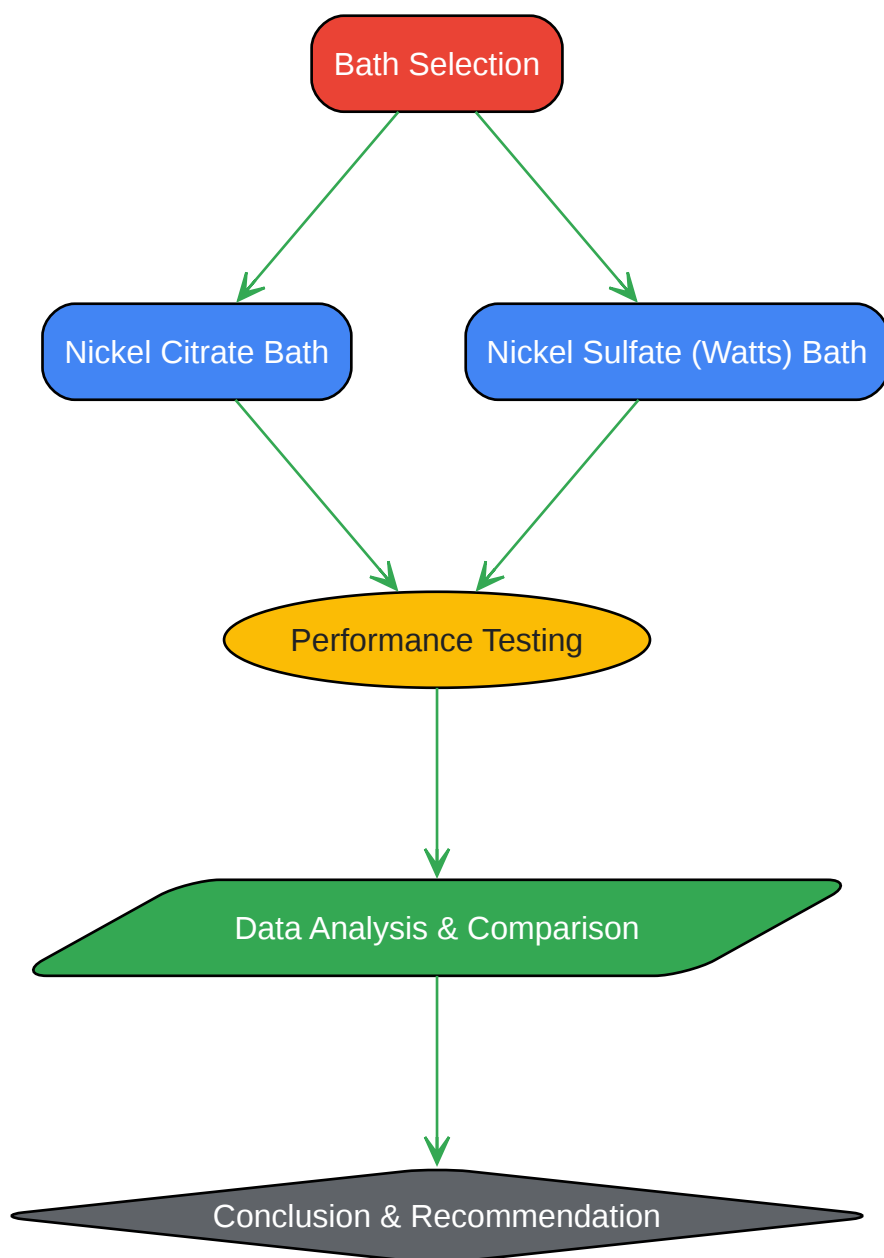 Bath Selection
Nickel Citrate Bath
Nickel Sulfate (Watts) Bath
Performance Testing
Data Analysis & Comparison
Conclusion & Recommendation